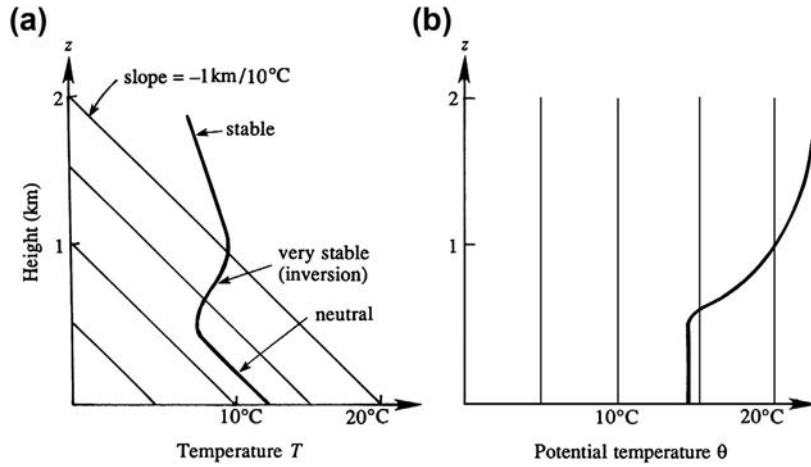 (a)
z
slope = −1 km/10°C
2
stable
1
very stable
(inversion)
neutral
Height (km)
10°C
20°C
Temperature T
(b)
z
2
1
10°C
20°C
Potential temperature θ